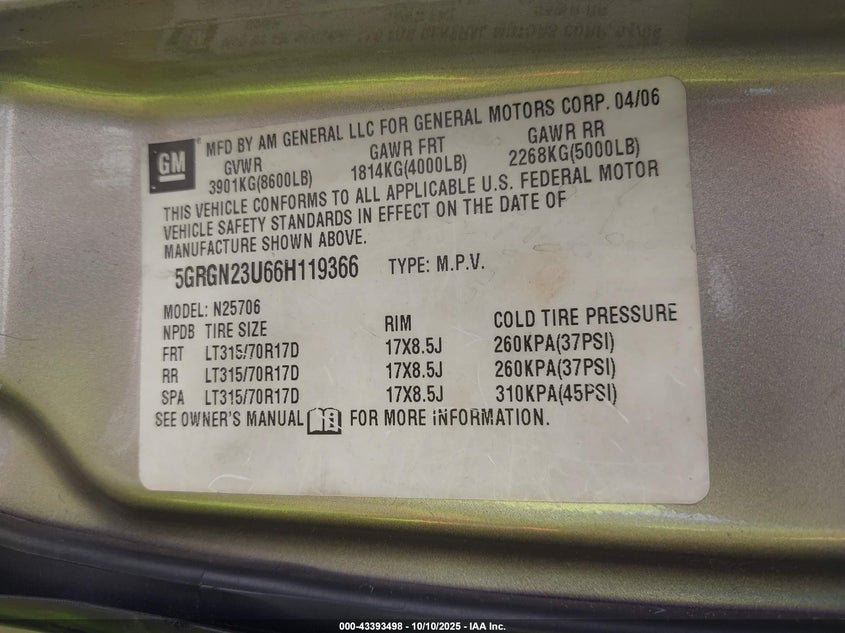 GM
MFD BY AM GENERAL LLC FOR GENERAL MOTORS CORP. 04/06
GVWR GAWR FRT GAWR RR
3901KG(8600LB) 1814KG(4000LB) 2268KG(5000LB)
THIS VEHICLE CONFORMS TO ALL APPLICABLE U.S. FEDERAL MOTOR
VEHICLE SAFETY STANDARDS IN EFFECT ON THE DATE OF
MANUFACTURE SHOWN ABOVE.
5GRGN23U66H119366 TYPE: M.P.V.
MODEL: N25706
NPDB TIRE SIZE RIM COLD TIRE PRESSURE
FRT LT315/70R17D 17X8.5J 260KPA(37PSI)
RR LT315/70R17D 17X8.5J 260KPA(37PSI)
SPA LT315/70R17D 17X8.5J 310KPA(45PSI)
SEE OWNER'S MANUAL FOR MORE INFORMATION.
000-43393498 - 10/10/2025 - IAA Inc.